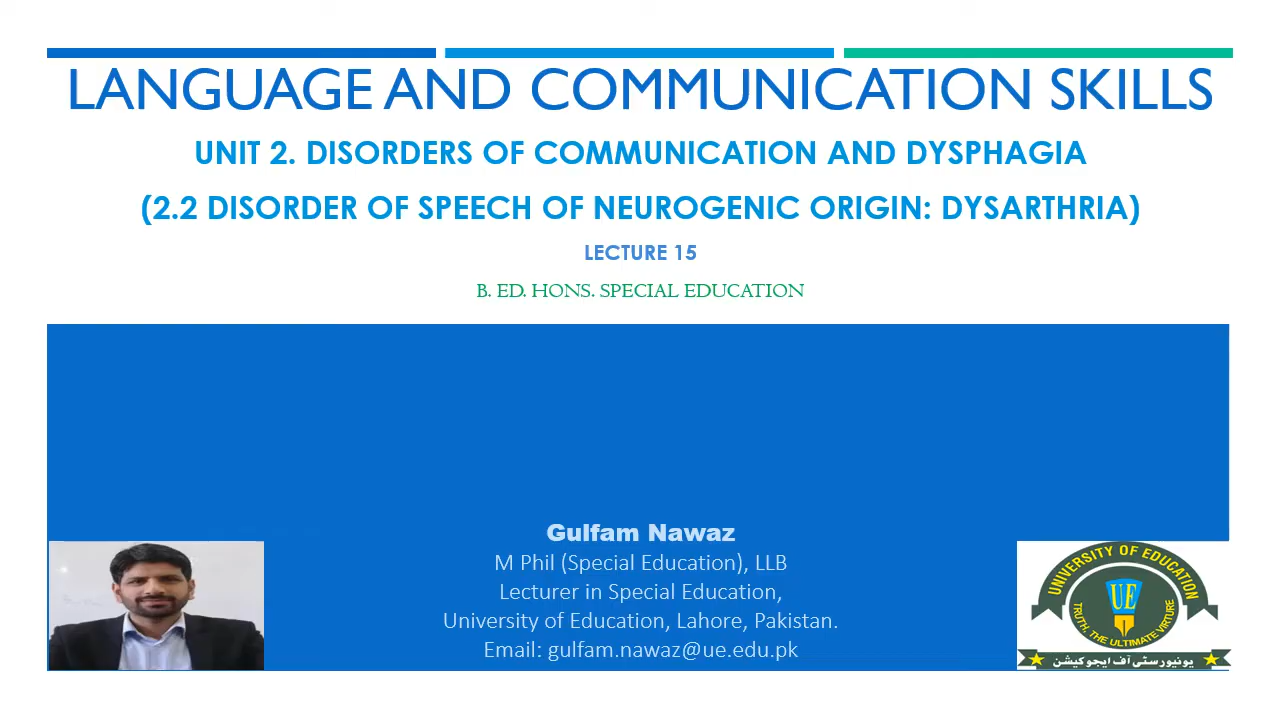 LANGUAGE AND COMMUNICATION SKILLS
UNIT 2. DISORDERS OF COMMUNICATION AND DYSPHAGIA
(2.2 DISORDER OF SPEECH OF NEUROGENIC ORIGIN: DYSARTHRIA)
LECTURE 15
B. ED. HONS. SPECIAL EDUCATION
Gulfam Nawaz
M Phil (Special Education), LLB
Lecturer in Special Education,
University of Education, Lahore, Pakistan.
Email: gulfam.nawaz@ue.edu.pk
UNIVERSITY OF EDUCATION
UE
TRUTH, THE ULTIMATE VIRTUE
یونیورسٹی آف ایجوکیشن